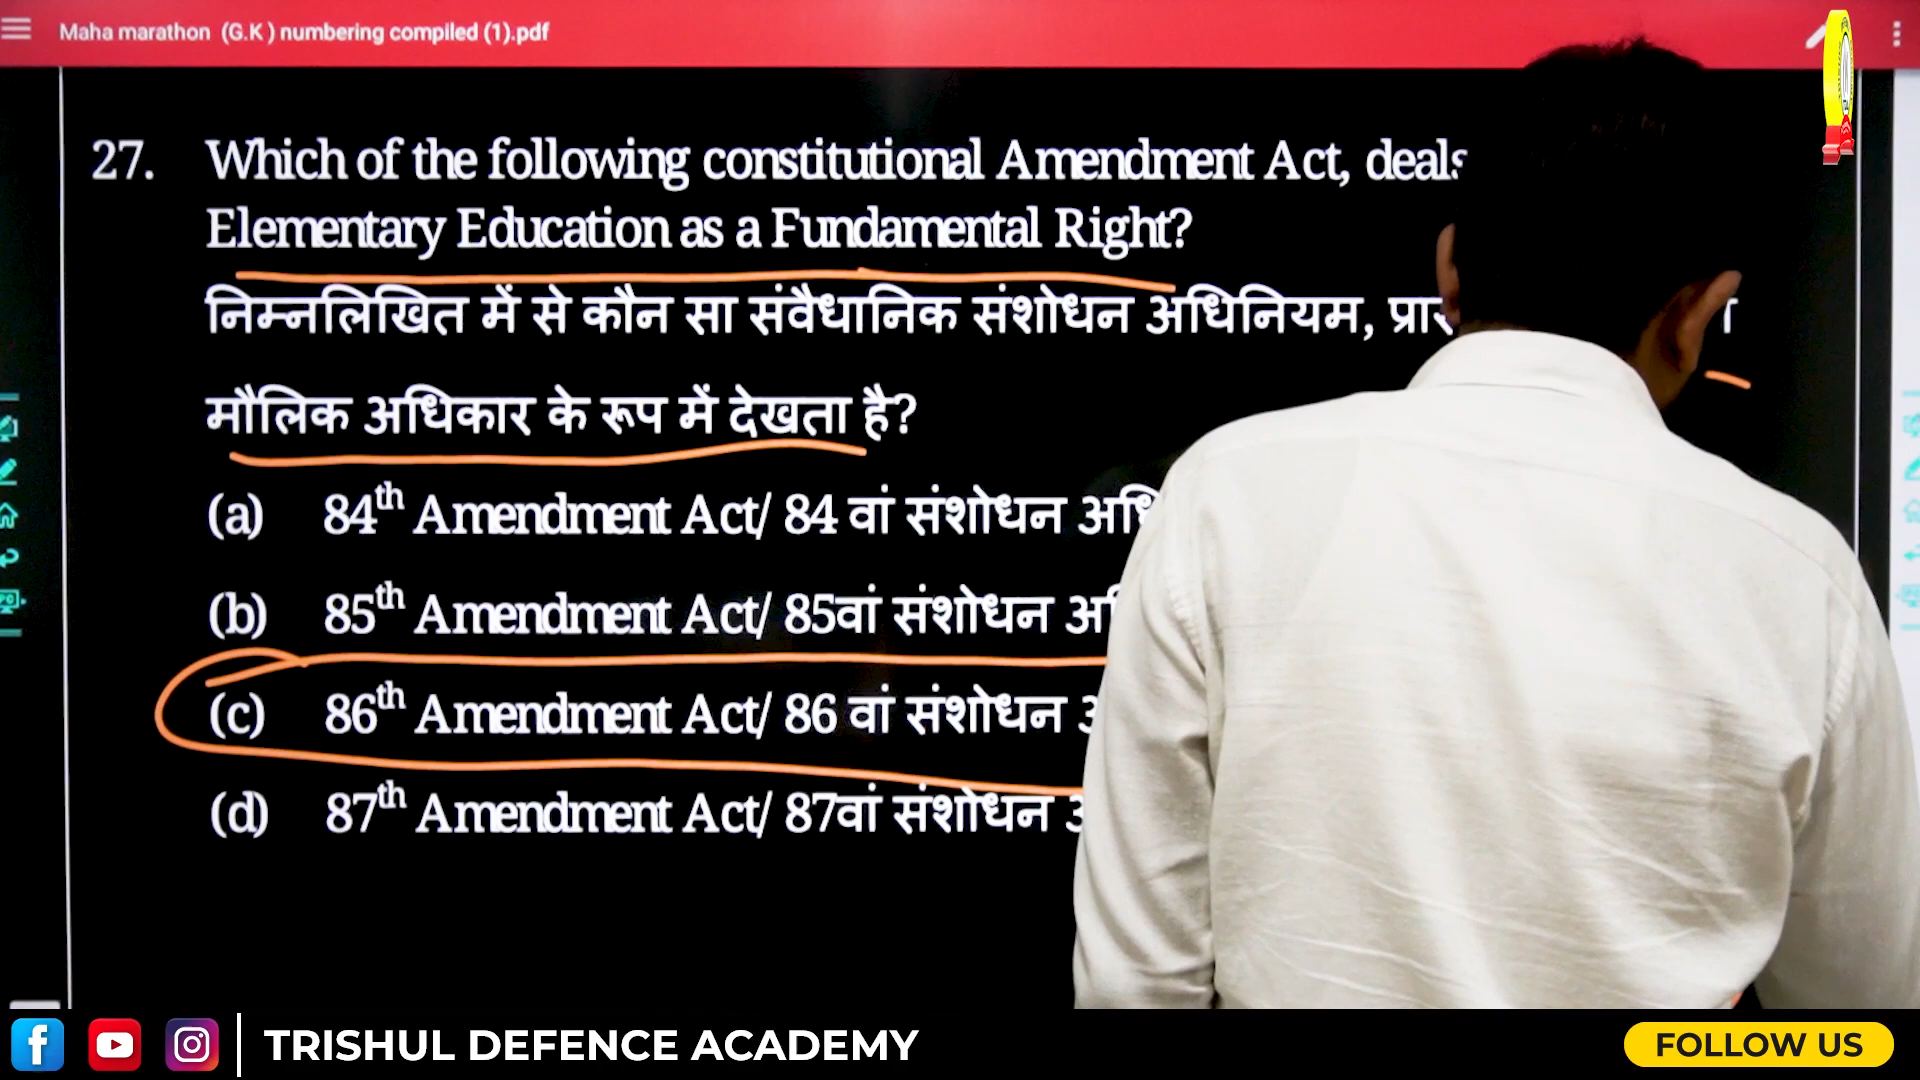 Maha marathon (G.K ) numbering compiled (1).pdf
27. Which of the following constitutional Amendment Act, deals
Elementary Education as a Fundamental Right?
निम्नलिखित में से कौन सा संवैधानिक संशोधन अधिनियम,
मौलिक अधिकार के रूप में देखता है?
(a) 84th Amendment Act/ 84 वां संशोधन
(b) 85th Amendment Act/ 85वां संशोधन
(c) 86th Amendment Act/ 86 वां संशोधन
(d) 87th Amendment Act/ 87वां संशोधन
TRISHUL DEFENCE ACADEMY
FOLLOW US